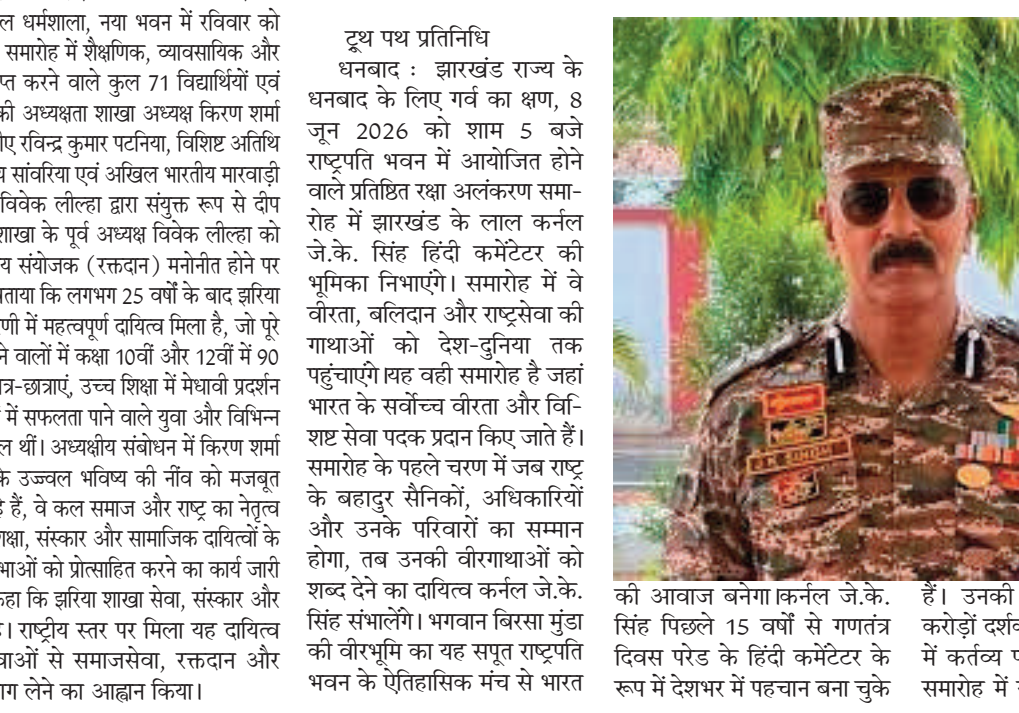 ल धर्मशाला, नया भवन में रविवार को
समारोह में शैक्षणिक, व्यावसायिक और
प्त करने वाले कुल 71 विद्यार्थियों एवं
की अध्यक्षता शाखा अध्यक्ष किरण शर्मा
ीए रविन्द्र कुमार पटनिया, विशिष्ट अतिथि
य सांवरिया एवं अखिल भारतीय मारवाड़ी
विवेक लील्हा द्वारा संयुक्त रूप से दीप
शाखा के पूर्व अध्यक्ष विवेक लील्हा को
य संयोजक (रक्तदान) मनोनीत होने पर
बताया कि लगभग 25 वर्षों के बाद झरिया
णी में महत्वपूर्ण दायित्व मिला है, जो पूरे
ने वालों में कक्षा 10वीं और 12वीं में 90
त्र-छात्राएं, उच्च शिक्षा में मेधावी प्रदर्शन
में सफलता पाने वाले युवा और विभिन्न
ल थीं। अध्यक्षीय संबोधन में किरण शर्मा
के उज्ज्वल भविष्य की नींव को मजबूत
हे हैं, वे कल समाज और राष्ट्र का नेतृत्व
शिक्षा, संस्कार और सामाजिक दायित्वों के
भाओं को प्रोत्साहित करने का कार्य जारी
कहा कि झरिया शाखा सेवा, संस्कार और
है। राष्ट्रीय स्तर पर मिला यह दायित्व
वाओं से समाजसेवा, रक्तदान और
ाग लेने का आह्वान किया।
ट्रूथ पथ प्रतिनिधि
धनबाद : झारखंड राज्य के
धनबाद के लिए गर्व का क्षण, 8
जून 2026 को शाम 5 बजे
राष्ट्रपति भवन में आयोजित होने
वाले प्रतिष्ठित रक्षा अलंकरण समा-
रोह में झारखंड के लाल कर्नल
जे.के. सिंह हिंदी कमेंटेटर की
भूमिका निभाएंगे। समारोह में वे
वीरता, बलिदान और राष्ट्रसेवा की
गाथाओं को देश-दुनिया तक
पहुंचाएंगे।यह वही समारोह है जहां
भारत के सर्वोच्च वीरता और वि-
शिष्ट सेवा पदक प्रदान किए जाते हैं।
समारोह के पहले चरण में जब राष्ट्र
के बहादुर सैनिकों, अधिकारियों
और उनके परिवारों का सम्मान
होगा, तब उनकी वीरगाथाओं को
शब्द देने का दायित्व कर्नल जे.के.
सिंह संभालेंगे। भगवान बिरसा मुंडा
की वीरभूमि का यह सपूत राष्ट्रपति
भवन के ऐतिहासिक मंच से भारत
J K SINGH
की आवाज बनेगा।कर्नल जे.के.
सिंह पिछले 15 वर्षों से गणतंत्र
दिवस परेड के हिंदी कमेंटेटर के
रूप में देशभर में पहचान बना चुके
हैं। उनकी
करोड़ों दर्शव
में कर्तव्य प
समारोह में